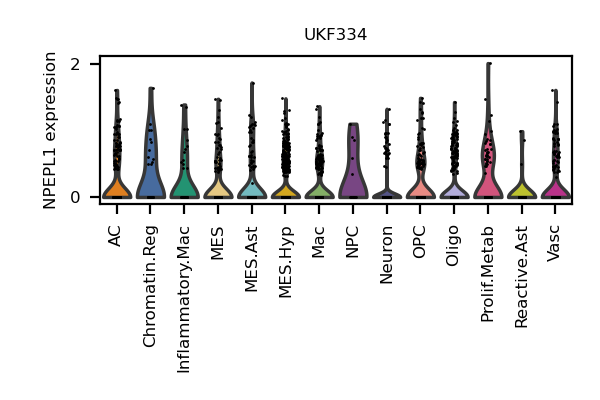 UKF334
NPEPL1 expression
2
0
AC
Chromatin.Reg
Inflammatory.Mac
MES
MES.Ast
MES.Hyp
Mac
NPC
Neuron
OPC
Oligo
Prolif.Metab
Reactive.Ast
Vasc